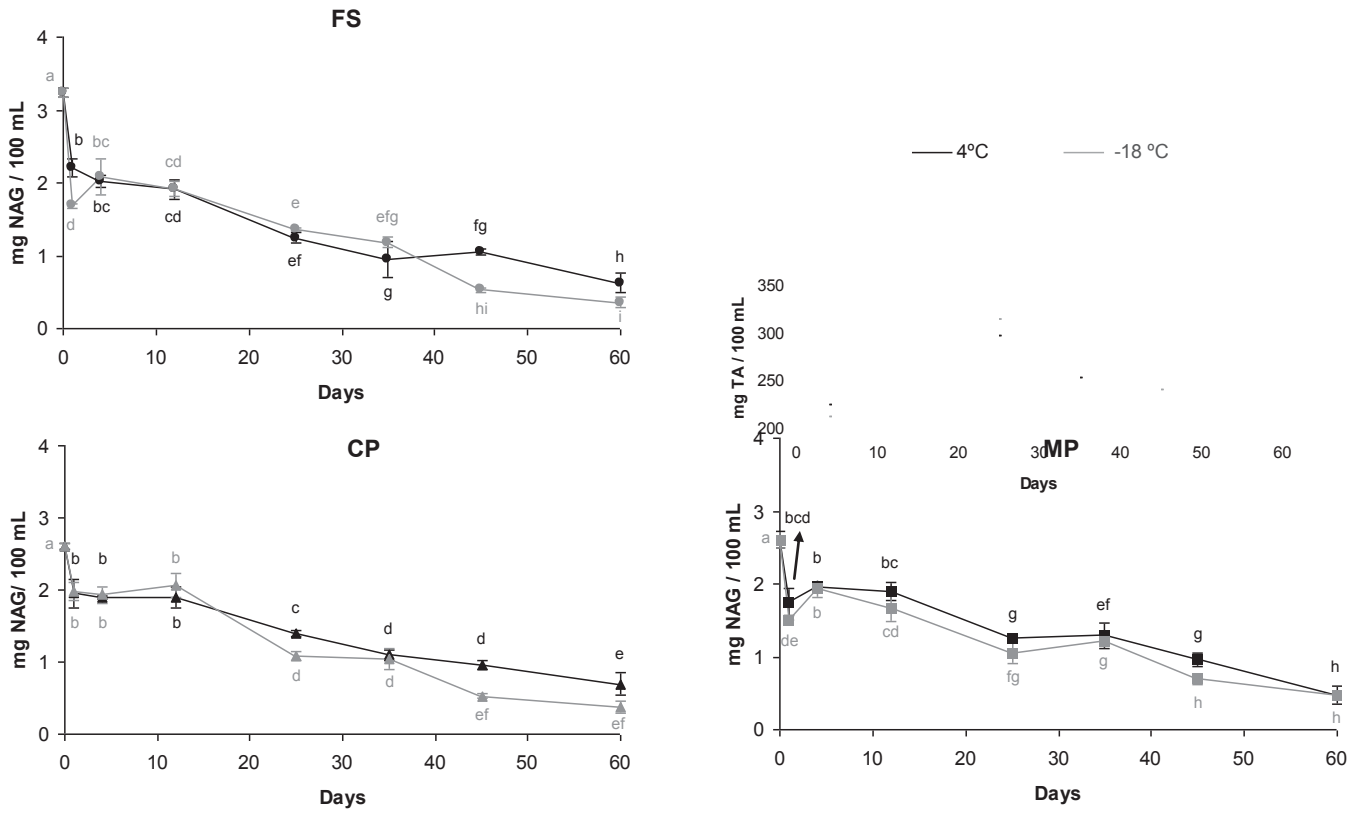 FS
4
3
2
1
0
mg NAG / 100 mL
a
b
bc
cd
e
efg
fg
h
d
bc
cd
ef
g
hi
i
0 10 20 30 40 50 60
Days
4ºC
-18 ºC
350
300
250
200
mg TA / 100 mL
0 10 20 30 40 50 60
Days
CP
4
3
2
1
0
mg NAG/ 100 mL
a
b
b
b
c
d
d
e
b
b
b
d
d
ef
ef
0 10 20 30 40 50 60
Days
MP
4
3
2
1
0
mg NAG / 100 mL
a
bcd
b
bc
g
ef
g
h
de
b
cd
fg
g
h
h
0 10 20 30 40 50 60
Days